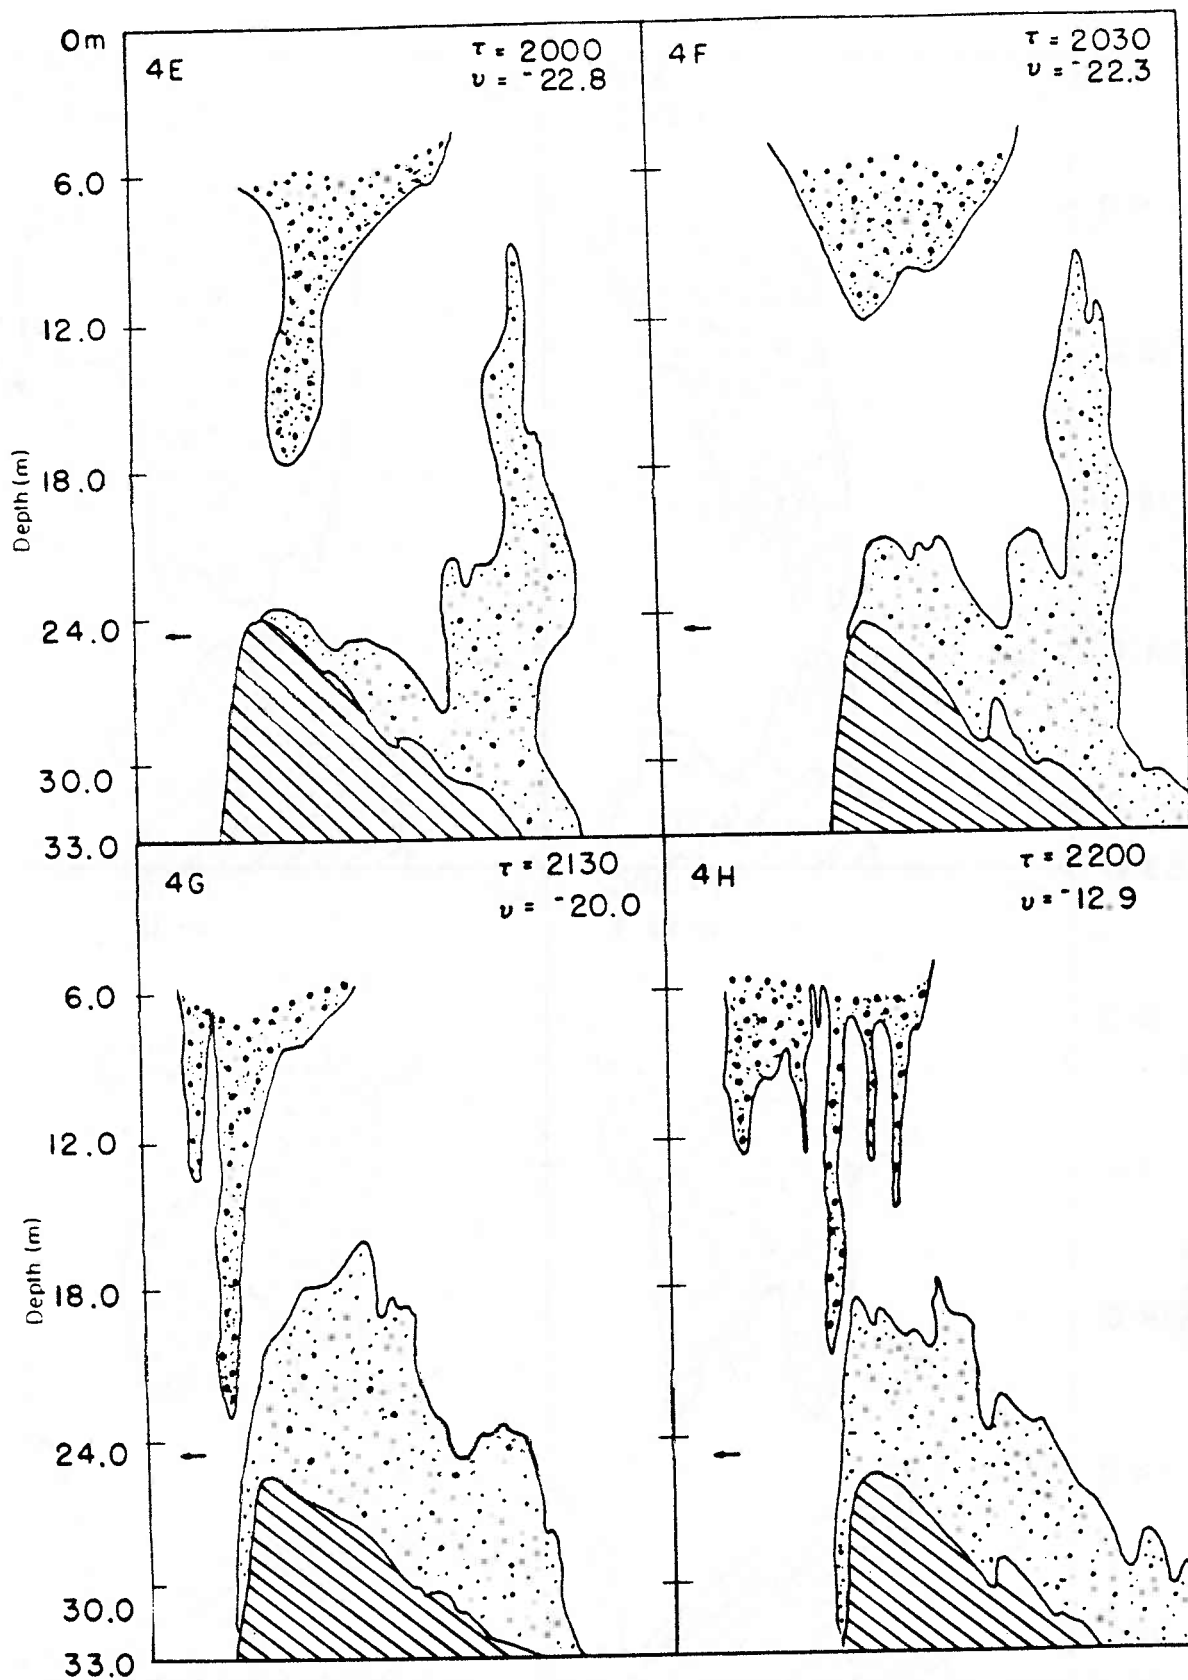 0m
4E
τ = 2000
υ = -22.8
4F
τ = 2030
υ = -22.3
6.0
12.0
18.0
24.0
30.0
33.0
Depth (m)
4G
τ = 2130
υ = -20.0
4H
τ = 2200
υ = -12.9
6.0
12.0
18.0
24.0
30.0
33.0
Depth (m)